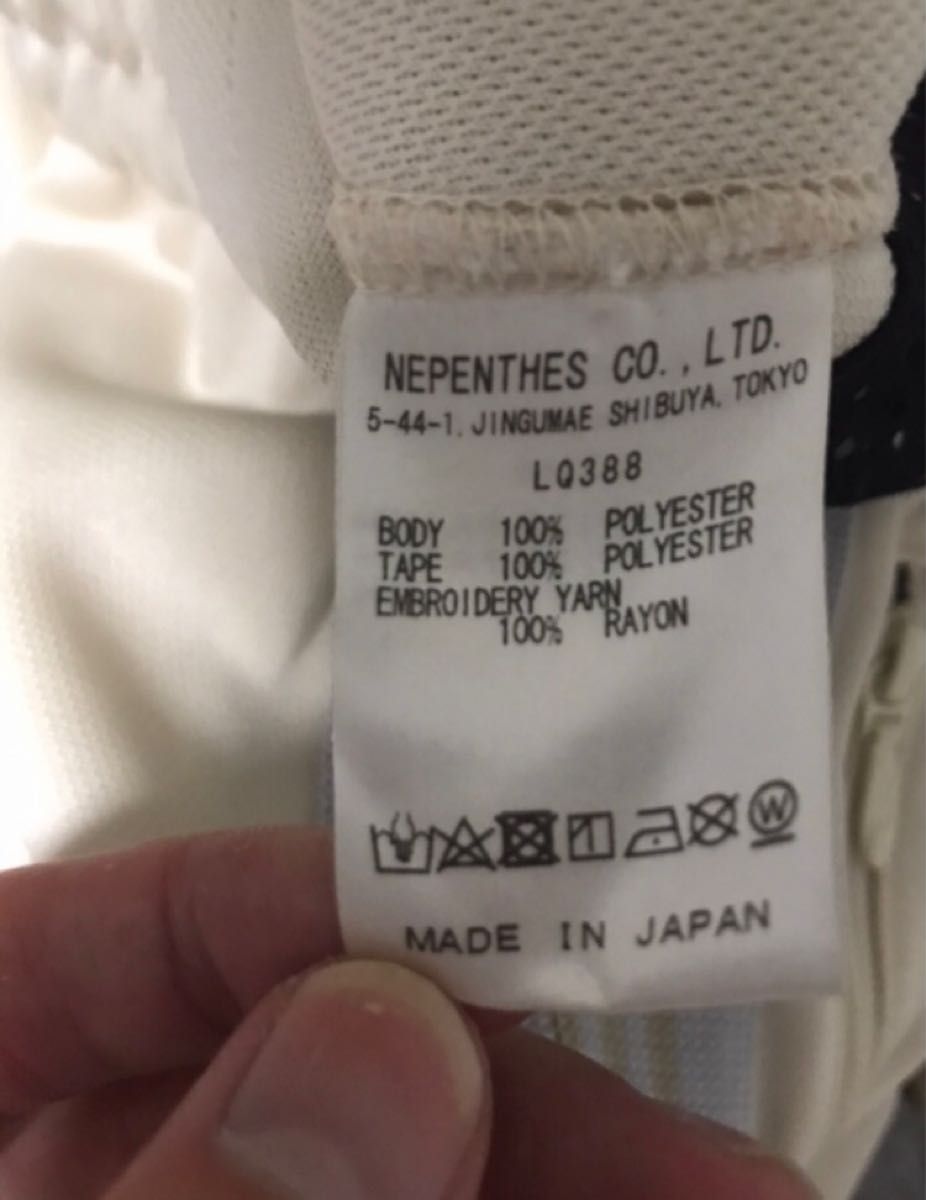 NEPENTHES CO., LTD.
5-44-1, JINGUMAE SHIBUYA, TOKYO
LQ388
BODY 100% POLYESTER
TAPE 100% POLYESTER
EMBROIDERY YARN
100% RAYON
W
MADE IN JAPAN